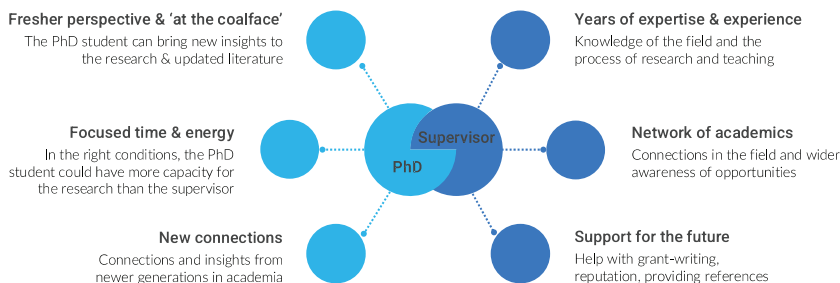 Fresher perspective & ‘at the coalface’
The PhD student can bring new insights to
the research & updated literature
Focused time & energy
In the right conditions, the PhD
student could have more capacity for
the research than the supervisor
New connections
Connections and insights from
newer generations in academia
Supervisor
PhD
Years of expertise & experience
Knowledge of the field and the
process of research and teaching
Network of academics
Connections in the field and wider
awareness of opportunities
Support for the future
Help with grant-writing,
reputation, providing references